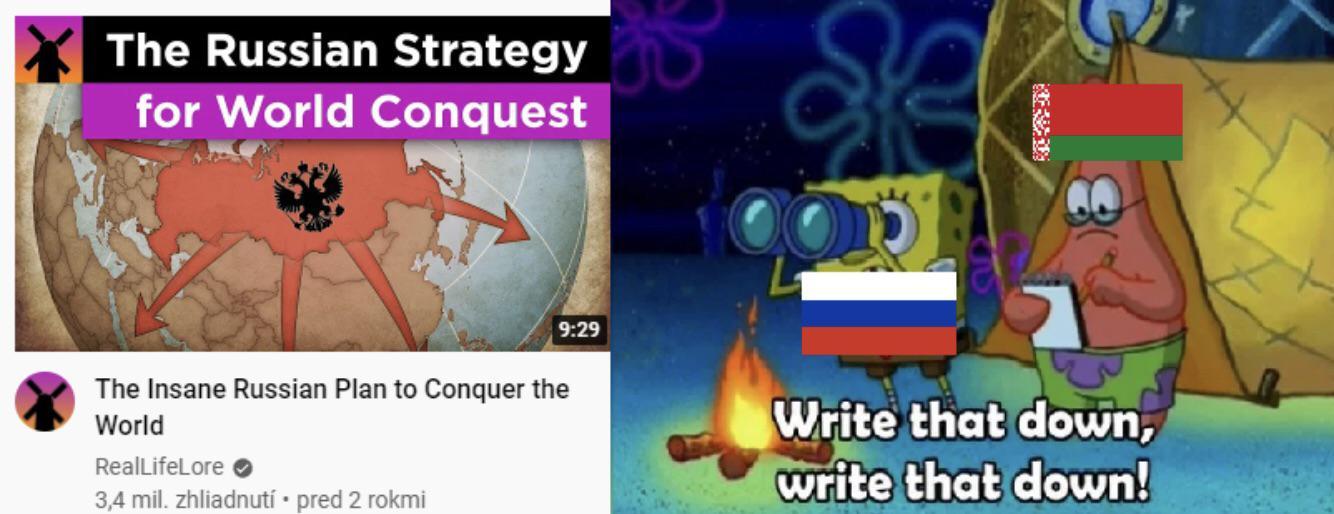 The Russian Strategy
for World Conquest
9:29
The Insane Russian Plan to Conquer the
World
RealLifeLore
3,4 mil. zhliadnutí • pred 2 rokmi
Write that down,
write that down!